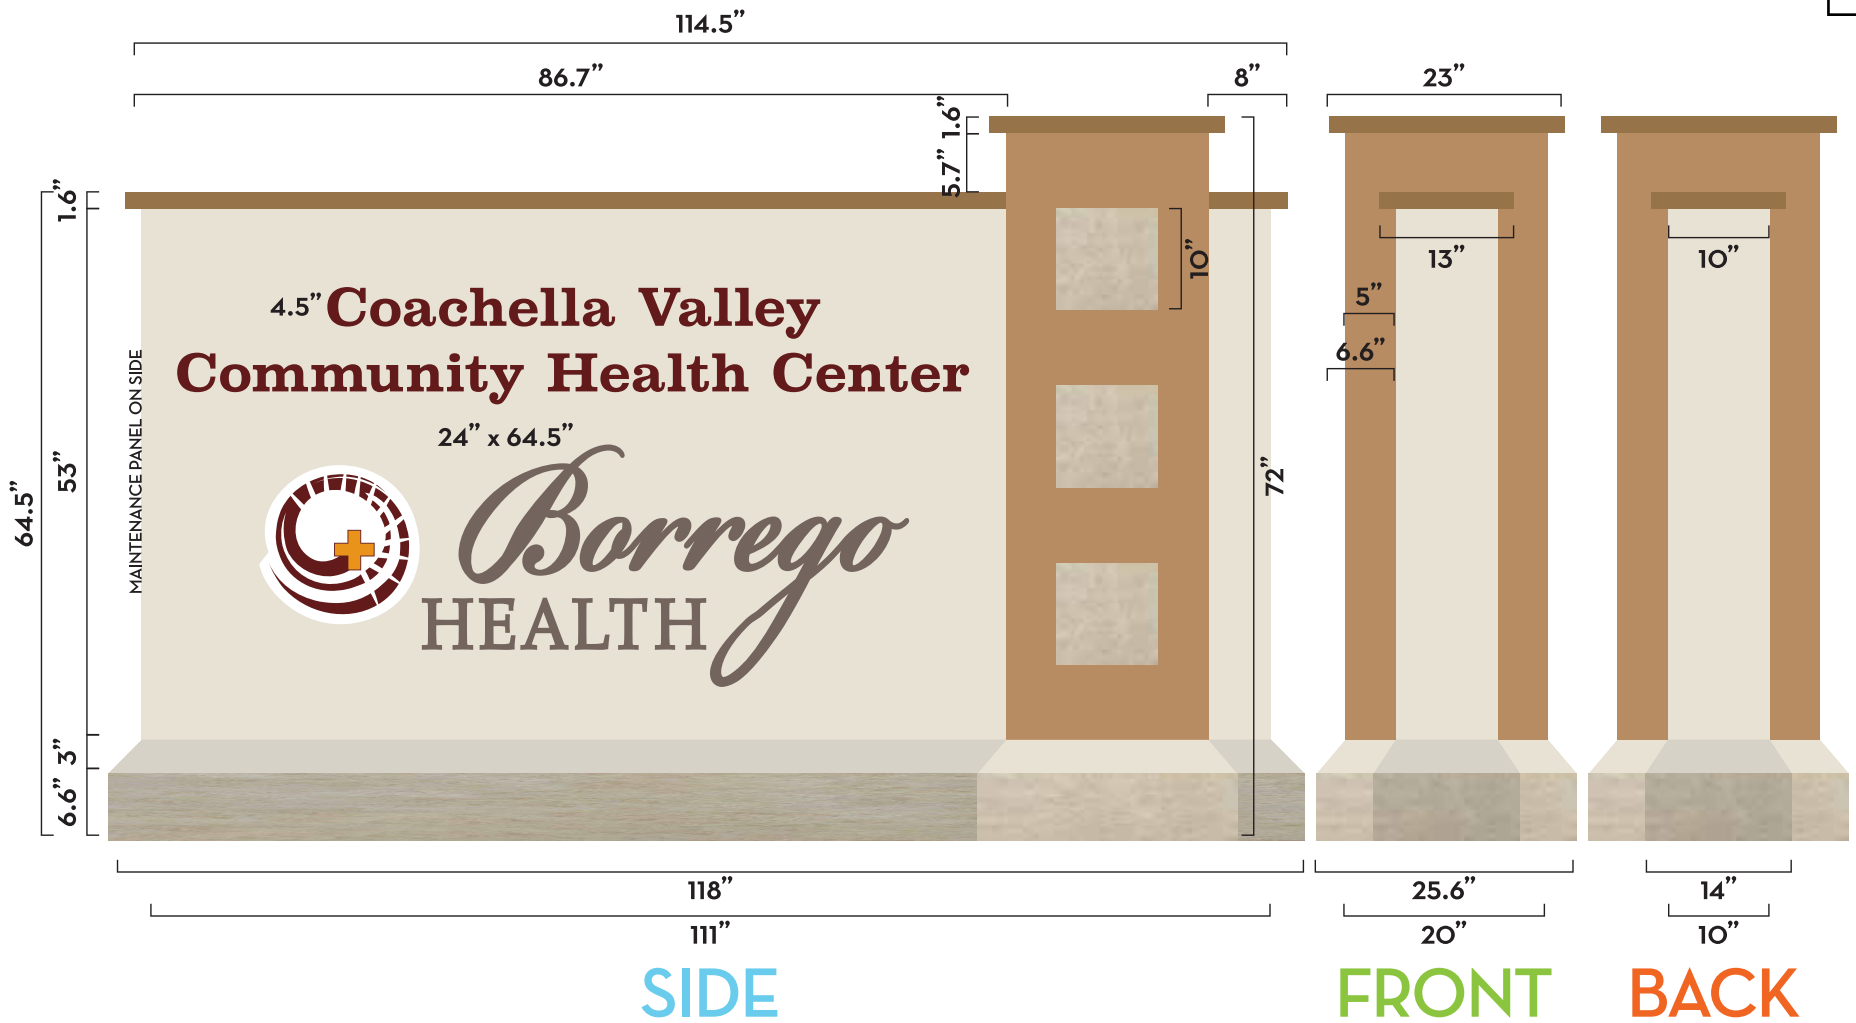 114.5”
86.7”
8”
23”
1.6”
5.7”
1.6”
10”
13”
10”
5”
6.6”
4.5”
Coachella Valley
Community Health Center
24” x 64.5”
Borrego
HEALTH
MAINTENANCE PANEL ON SIDE
53”
64.5”
72”
3”
6.6”
118”
25.6”
14”
111”
20”
10”
SIDE
FRONT
BACK